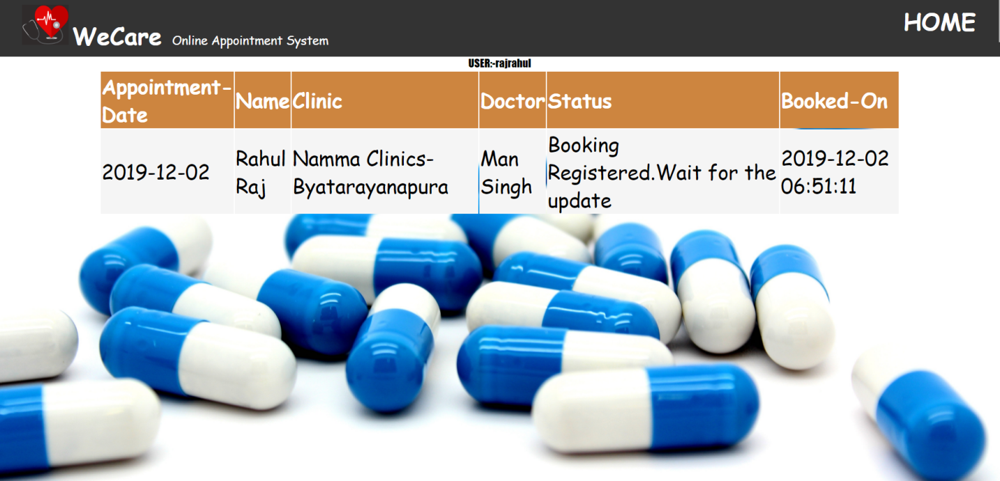 WeCare Online Appointment System
HOME
USER:-rajrahul
Appointment-
Date
Name
Clinic
Doctor
Status
Booked-On
2019-12-02
Rahul
Raj
Namma Clinics-
Byatarayanapura
Man
Singh
Booking
Registered.Wait for the
update
2019-12-02
06:51:11